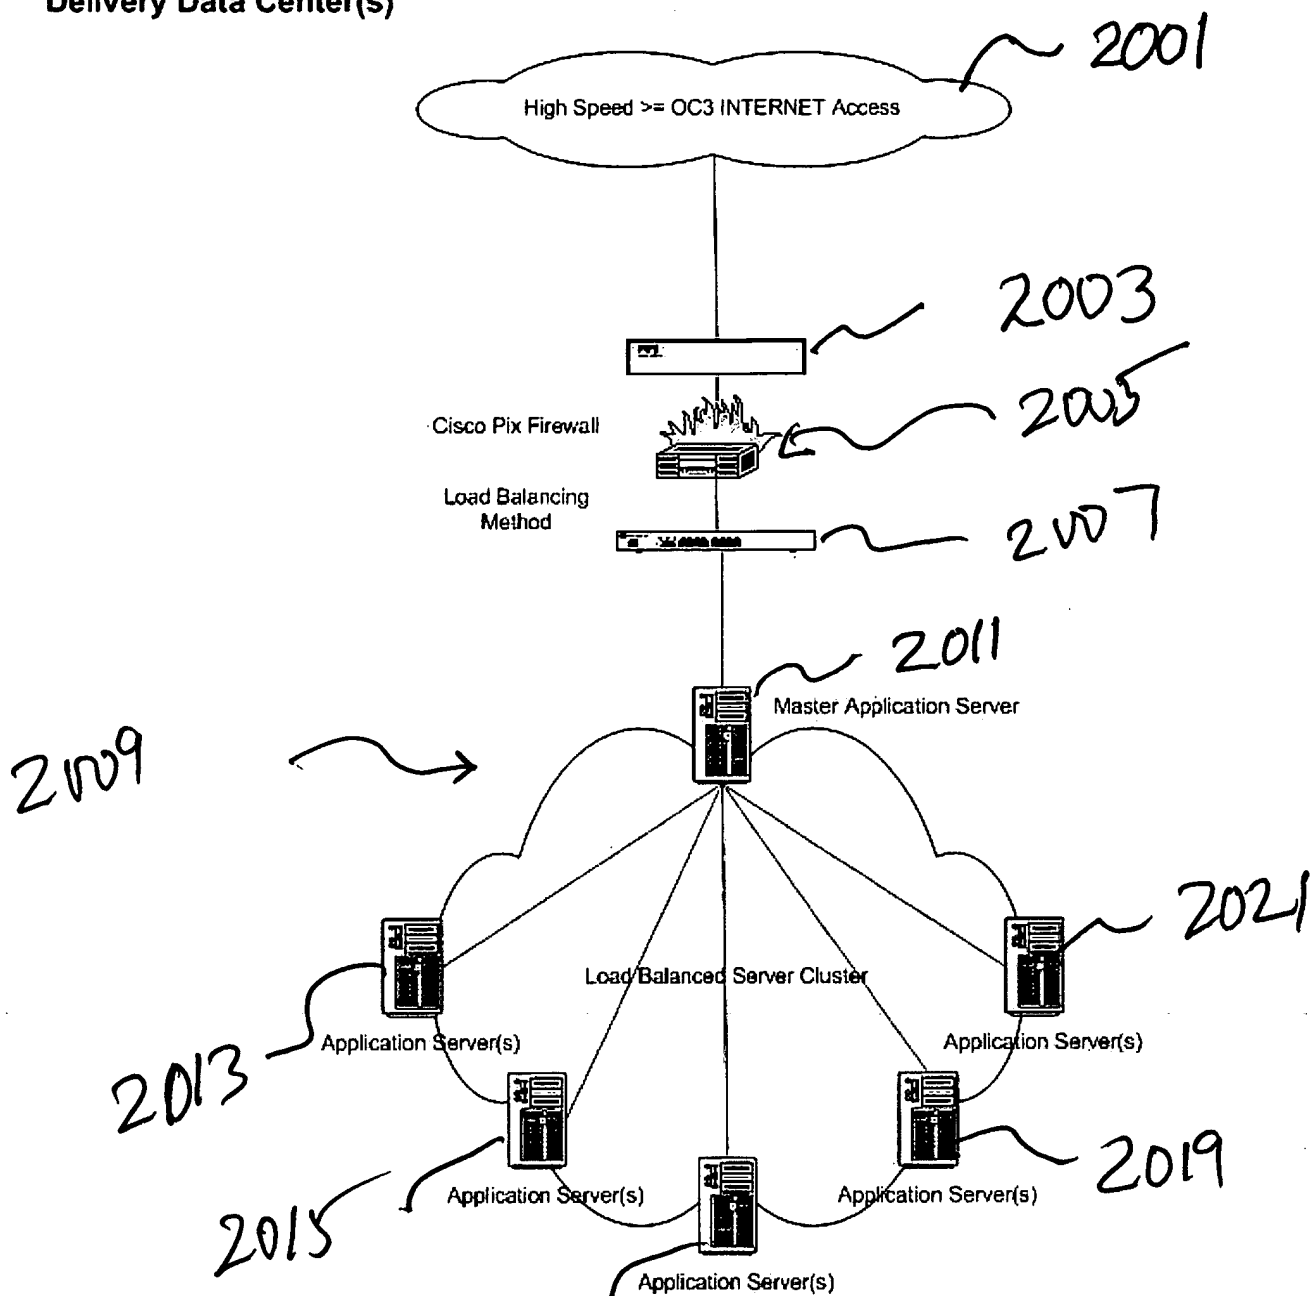 Delivery Data Center(s)
2001
High Speed >= OC3 INTERNET Access
2003
Cisco Pix Firewall
2005
Load Balancing
Method
2007
2011
Master Application Server
2009
2021
Load Balanced Server Cluster
Application Server(s)
Application Server(s)
2013
2019
Application Server(s)
Application Server(s)
2015
Application Server(s)